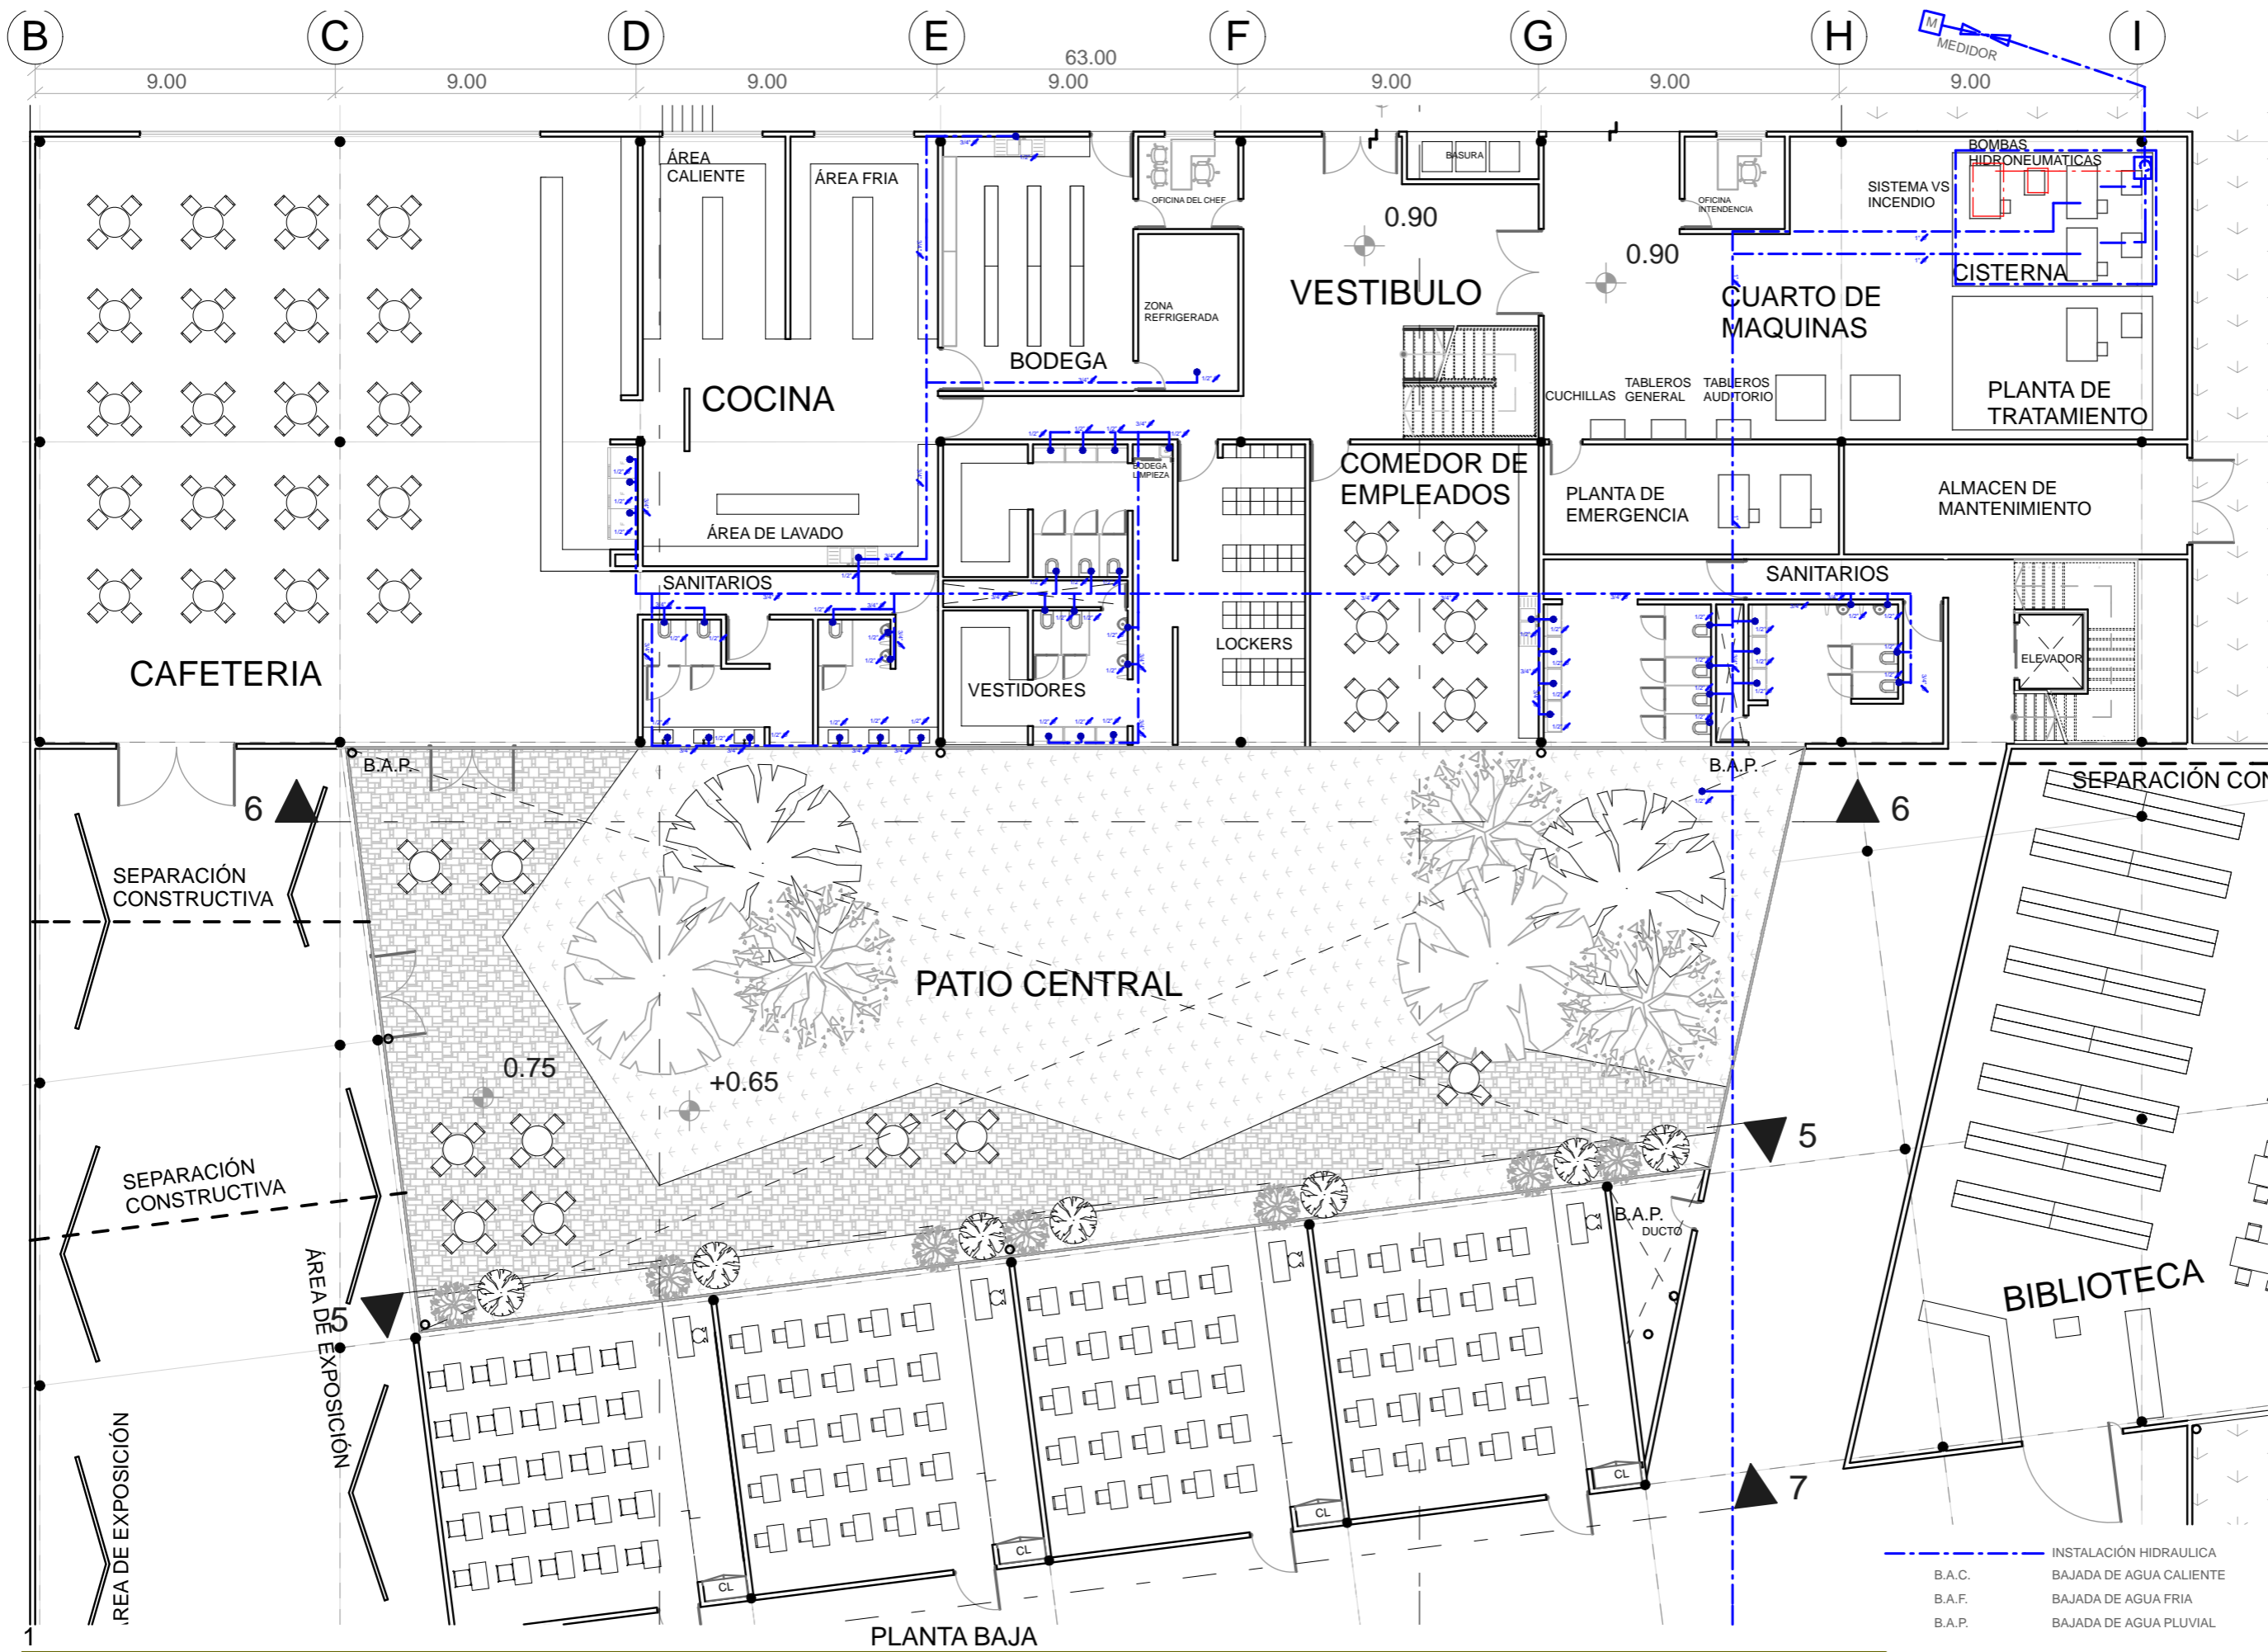 B C D E F G H I
M
MEDIDOR
63.00
9.00 9.00 9.00 9.00 9.00 9.00 9.00
ÁREA
CALIENTE
ÁREA FRIA
OFICINA DEL CHEF
BASURA
OFICINA
INTENDENCIA
BOMBAS
HIDRONEUMATICAS
SISTEMA VS
INCENDIO
CISTERNA
0.90
0.90
VESTIBULO
CUARTO DE
MAQUINAS
ZONA
REFRIGERADA
BODEGA
COCINA
CUCHILLAS
TABLEROS
GENERAL
TABLEROS
AUDITORIO
PLANTA DE
TRATAMIENTO
BODEGA
LIMPIEZA
COMEDOR DE
EMPLEADOS
PLANTA DE
EMERGENCIA
ALMACEN DE
MANTENIMIENTO
ÁREA DE LAVADO
SANITARIOS
SANITARIOS
LOCKERS
ELEVADOR
CAFETERIA
VESTIDORES
B.A.P.
B.A.P.
SEPARACIÓN CON
6
6
SEPARACIÓN
CONSTRUCTIVA
PATIO CENTRAL
0.75
+0.65
5
SEPARACIÓN
CONSTRUCTIVA
B.A.P.
DUCTO
ÁREA DE EXPOSICIÓN
5
BIBLIOTECA
ÁREA DE EXPOSICIÓN
CL
CL
CL
CL
7
INSTALACIÓN HIDRAULICA
B.A.C. BAJADA DE AGUA CALIENTE
B.A.F. BAJADA DE AGUA FRIA
B.A.P. BAJADA DE AGUA PLUVIAL
1
PLANTA BAJA